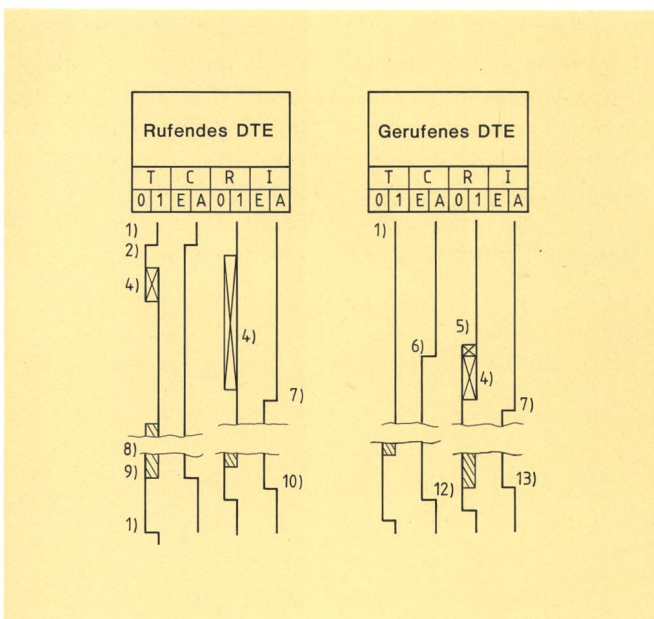 Rufendes DTE
T C R I
0 1 E A 0 1 E A
1)
2)
4)
4)
7)
8)
9)
10)
1)
Gerufenes DTE
T C R I
0 1 E A 0 1 E A
1)
5)
6)
4)
7)
12)
13)